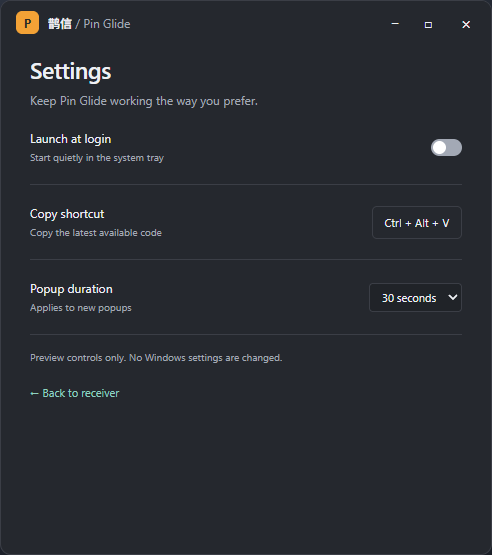 P 鹊信 / Pin Glide
Settings
Keep Pin Glide working the way you prefer.
Launch at login
Start quietly in the system tray
Copy shortcut
Ctrl + Alt + V
Copy the latest available code
Popup duration
30 seconds
Applies to new popups
Preview controls only. No Windows settings are changed.
← Back to receiver